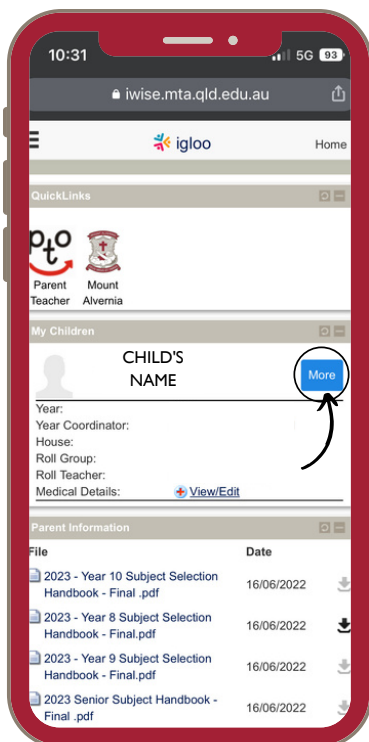 10:31 5G 93
iwise.mta.qld.edu.au
igloo Home
QuickLinks
pto
Parent Mount
Teacher Alvernia
My Children
CHILD'S
NAME
More
Year:
Year Coordinator:
House:
Roll Group:
Roll Teacher:
Medical Details: View/Edit
Parent Information
File Date
2023 - Year 10 Subject Selection
Handbook - Final .pdf 16/06/2022
2023 - Year 8 Subject Selection
Handbook - Final.pdf 16/06/2022
2023 - Year 9 Subject Selection
Handbook - Final.pdf 16/06/2022
2023 Senior Subject Handbook -
Final .pdf 16/06/2022